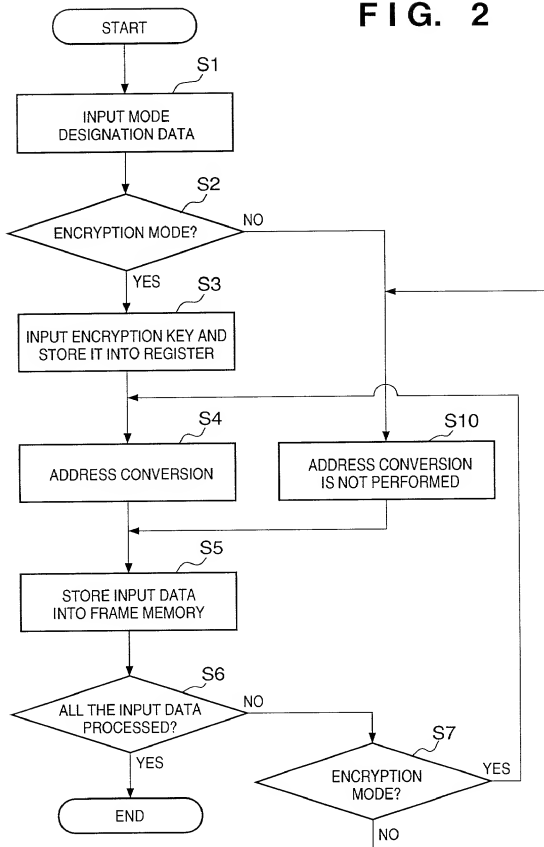 FIG. 2
START
S1
INPUT MODE
DESIGNATION DATA
S2
ENCRYPTION MODE?
NO
YES
S3
INPUT ENCRYPTION KEY AND
STORE IT INTO REGISTER
S4
ADDRESS CONVERSION
S10
ADDRESS CONVERSION
IS NOT PERFORMED
S5
STORE INPUT DATA
INTO FRAME MEMORY
S6
ALL THE INPUT DATA
PROCESSED?
NO
YES
S7
ENCRYPTION
MODE?
YES
NO
END